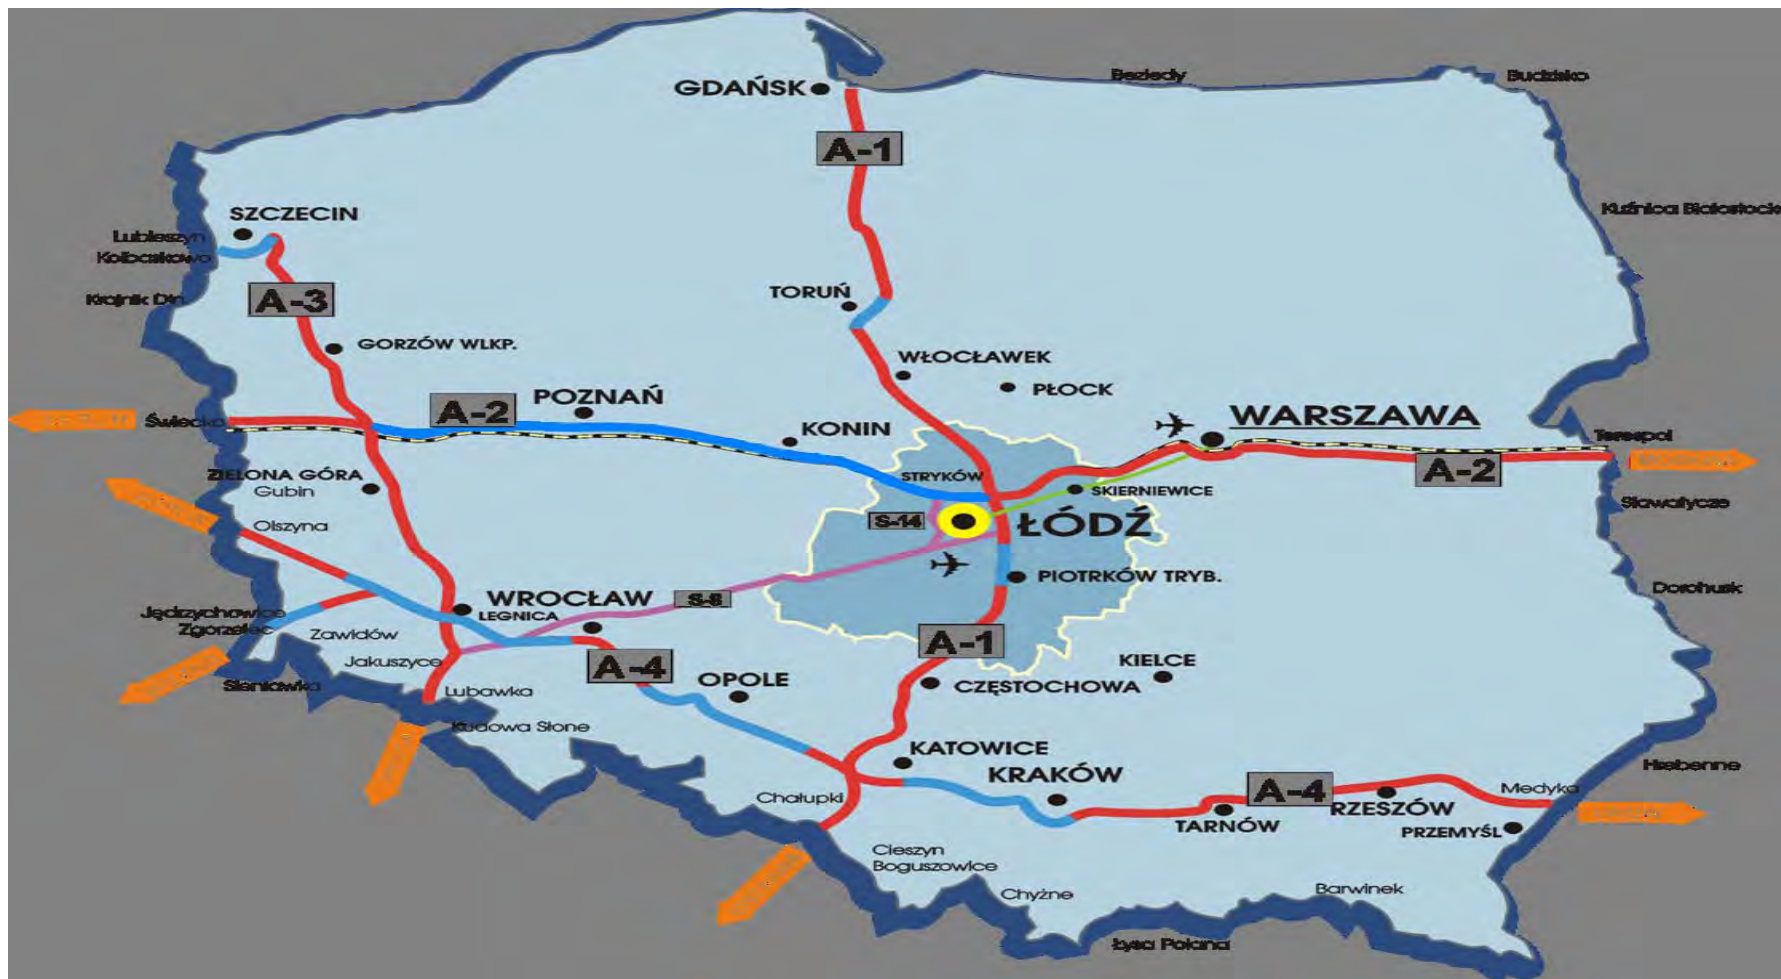 Bezledy
Budzisko
GDAŃSK
A-1
Kuźnica Białostock
SZCZECIN
Lubieszyn
Kołbaskowo
Krajnik Dln.
A-3
TORUŃ
GORZÓW WLKP.
WŁOCŁAWEK
PŁOCK
POZNAŃ
A-2
Świecko
KONIN
WARSZAWA
Terespol
A-2
STRYKÓW
SKIERNIEWICE
ZIELONA GÓRA
Gubin
Sławatycze
S-14
ŁÓDŹ
Olszyna
PIOTRKÓW TRYB.
Dorohusk
WROCŁAW
S-8
LEGNICA
Jędrzychowice
Zgorzelec
Zawidów
A-1
Jakuszyce
A-4
KIELCE
OPOLE
CZĘSTOCHOWA
Sieniawka
Lubawka
Kudowa Słone
KATOWICE
KRAKÓW
Hrebenne
Chałupki
A-4
Medyka
TARNÓW
RZESZÓW
PRZEMYŚL
Cieszyn
Boguszowice
Chyżne
Barwinek
Łysa Polana